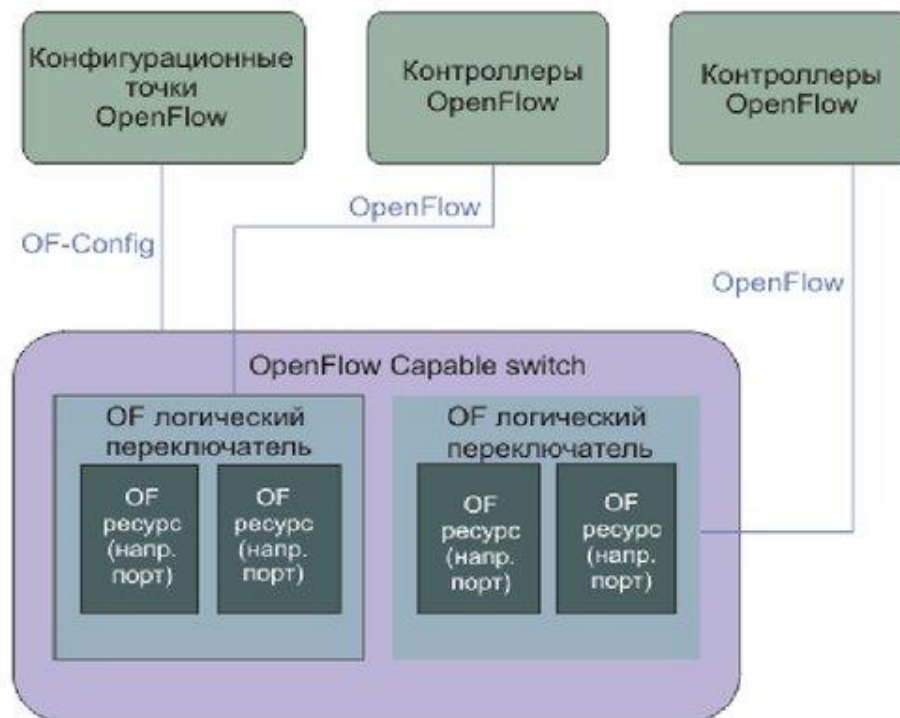 Конфигурационные
точки
OpenFlow
Контроллеры
OpenFlow
Контроллеры
OpenFlow
OpenFlow
OF-Config
OpenFlow
OpenFlow Capable switch
OF логический
переключатель
OF
ресурс
(напр.
порт)
OF
ресурс
(напр.
порт)
OF логический
переключатель
OF
ресурс
(напр.
порт)
OF
ресурс
(напр.
порт)